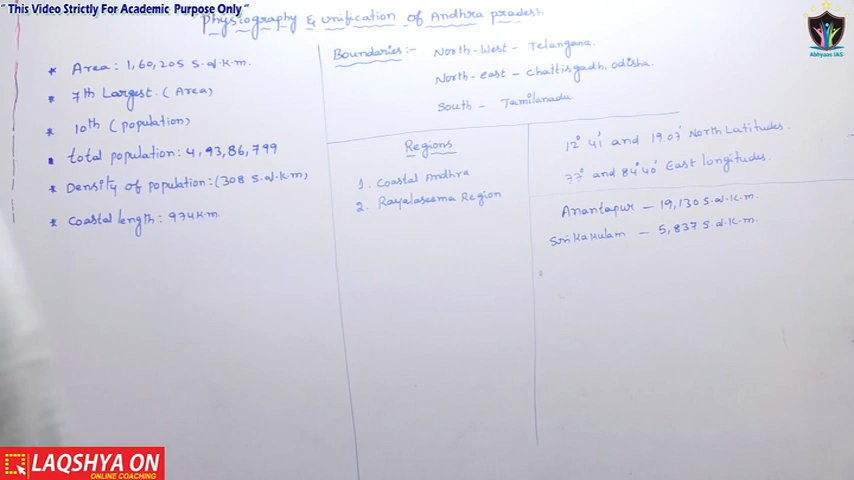 " This Video Strictly For Academic Purpose Only "
physiography & unification of Andhra pradesh
Abhyaas IAS
* Area : 1,60,205 S.q.k.m.
* 7th Largest. (Area)
* 10th (population)
• total population : 4,93,86,799
* Density of population : (308 S.q.k.m)
* Coastal length : 974 km.
Boundaries :- North-West - Telangana.
North-east - chattisgadh, odisha.
South - Tamilanadu
Regions
1. Coastal Andhra
2. Rayalaseema Region
12° 41' and 19.07' North Latitudes.
77° and 84° 40' East longitudes.
Anantapur - 19,130 S.q.k.m.
Srikakulam - 5,837 S.q.k.m.
LAQSHYA ON
ONLINE COACHING